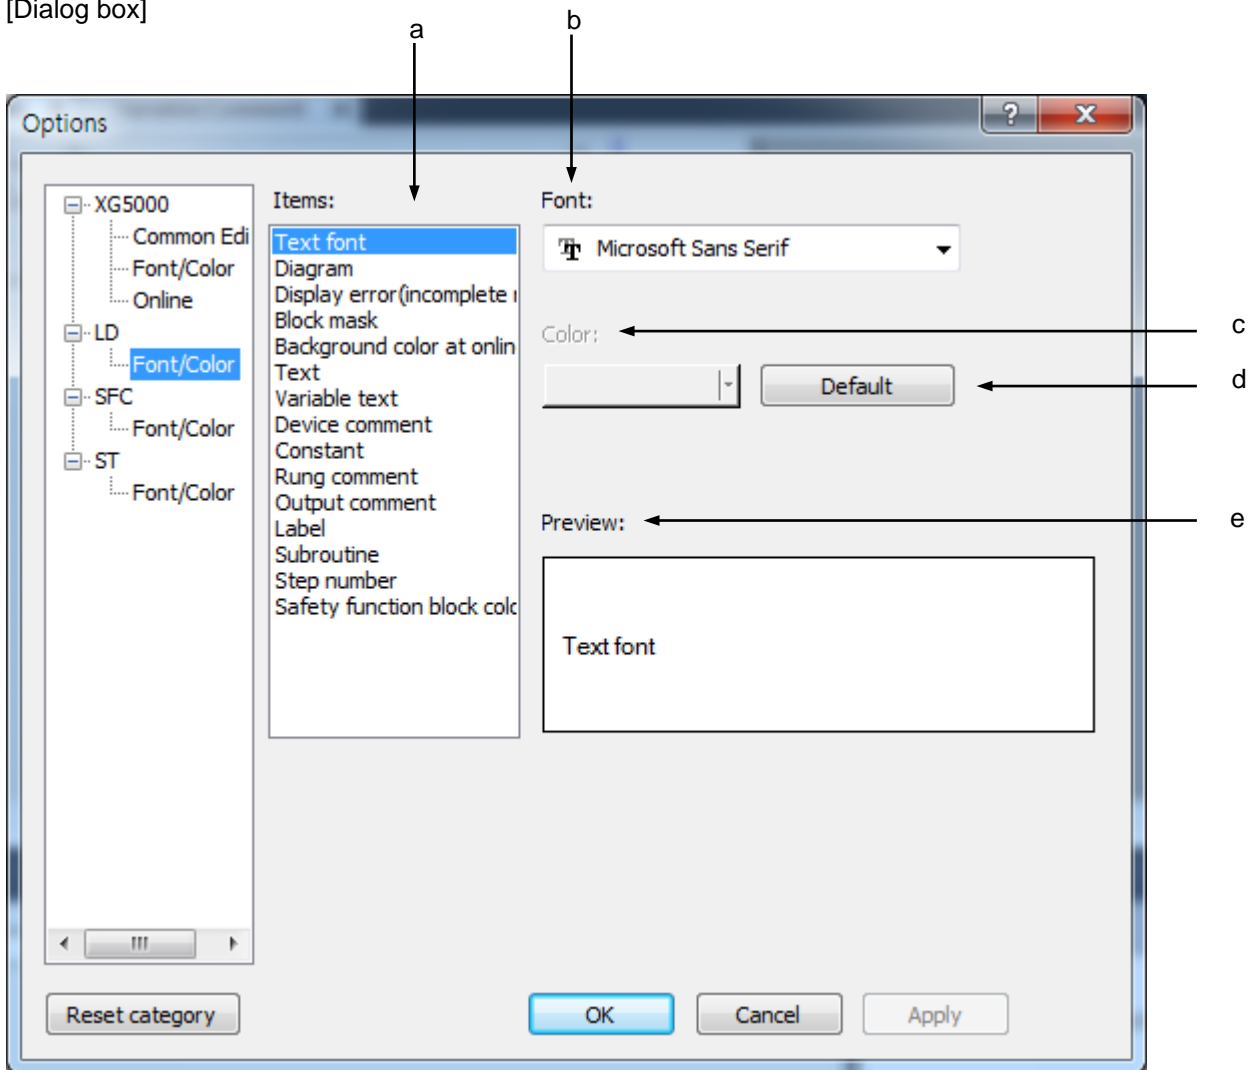 [Dialog box]
a
b
Options
?
XG5000
Common Edi
Font/Color
Online
LD
Font/Color
SFC
Font/Color
ST
Font/Color
Items:
Text font
Diagram
Display error(incomplete
Block mask
Background color at onlin
Text
Variable text
Device comment
Constant
Rung comment
Output comment
Label
Subroutine
Step number
Safety function block colo
Font:
Microsoft Sans Serif
Color:
c
Default
d
Preview:
e
Text font
Reset category
OK
Cancel
Apply